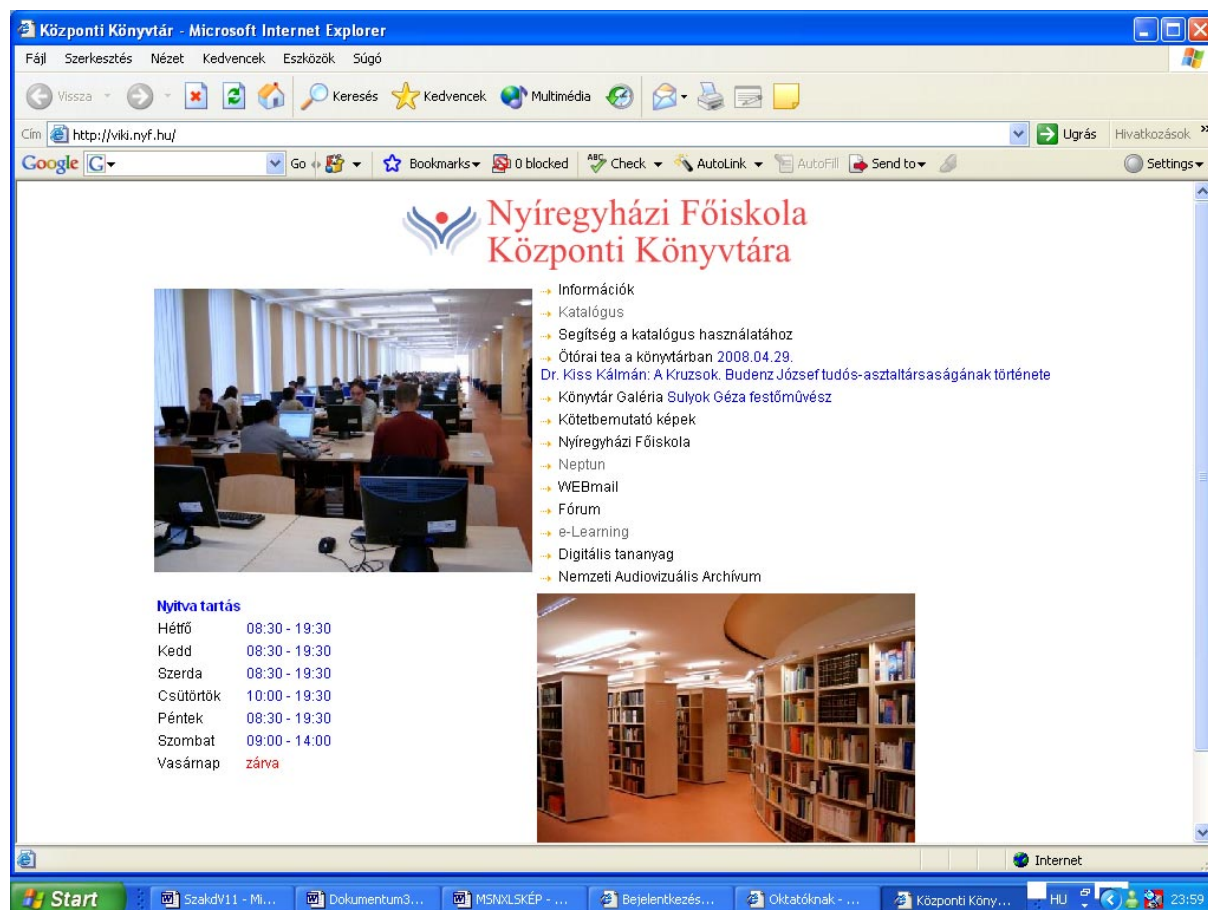 Központi Könyvtár - Microsoft Internet Explorer
Fájl Szerkesztés Nézet Kedvencek Eszközök Súgó
Vissza Keresés Kedvencek Multimédia
Cím http://viki.nyf.hu/ Ugrás Hivatkozások »
Google G Go Bookmarks 0 blocked ABC Check AutoLink AutoFill Send to Settings
Nyíregyházi Főiskola
Központi Könyvtára
Információk
Katalógus
Segítség a katalógus használatához
Ötórai tea a könyvtárban 2008.04.29.
Dr. Kiss Kálmán: A Kruzsok. Budenz József tudós-asztaltársaságának története
Könyvtár Galéria Sulyok Géza festőmûvész
Kötetbemutató képek
Nyíregyházi Főiskola
Neptun
WEBmail
Fórum
e-Learning
Digitális tananyag
Nemzeti Audiovizuális Archívum
Nyitva tartás
Hétfő 08:30 - 19:30
Kedd 08:30 - 19:30
Szerda 08:30 - 19:30
Csütörtök 10:00 - 19:30
Péntek 08:30 - 19:30
Szombat 09:00 - 14:00
Vasárnap zárva
Internet
Start SzakdV11 - Mi... Dokumentum3... MSNXLSKÉP - ... Bejelentkezés... Oktatóknak - ... Központi Köny... HU 23:59